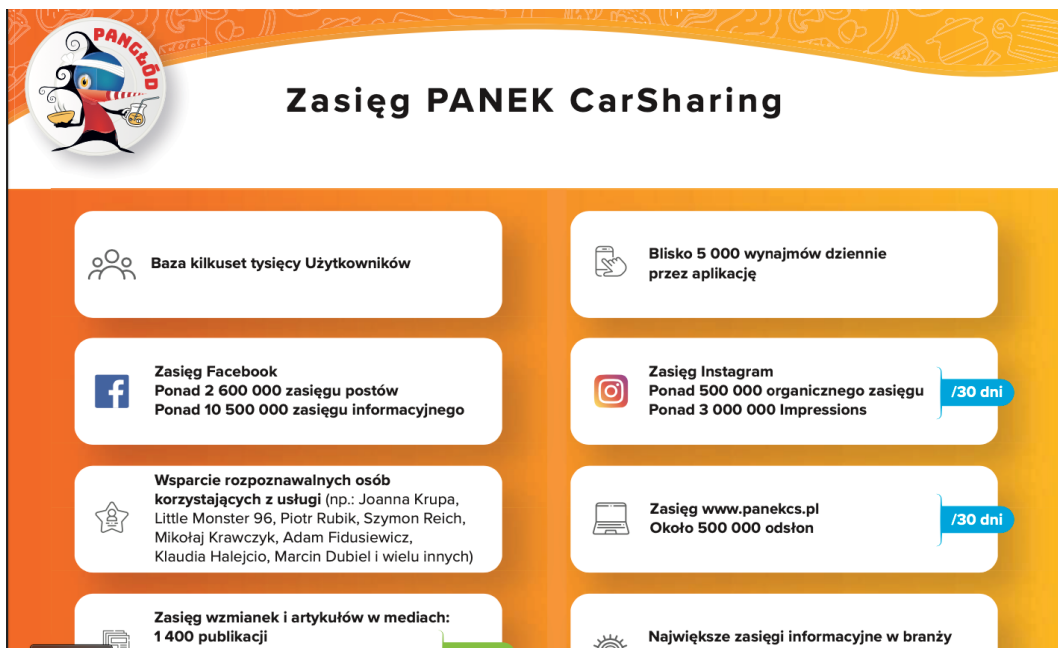 PANGŁÓD
Zasięg PANEK CarSharing
Baza kilkuset tysięcy Użytkowników
Blisko 5 000 wynajmów dziennie
przez aplikację
Zasięg Facebook
Ponad 2 600 000 zasięgu postów
Ponad 10 500 000 zasięgu informacyjnego
Zasięg Instagram
Ponad 500 000 organicznego zasięgu
Ponad 3 000 000 Impressions
/30 dni
Wsparcie rozpoznawalnych osób
korzystających z usługi (np.: Joanna Krupa,
Little Monster 96, Piotr Rubik, Szymon Reich,
Mikołaj Krawczyk, Adam Fidusiewicz,
Klaudia Halejcio, Marcin Dubiel i wielu innych)
Zasięg www.panekcs.pl
Około 500 000 odsłon
/30 dni
Zasięg wzmianek i artykułów w mediach:
1 400 publikacji
Największe zasięgi informacyjne w branży